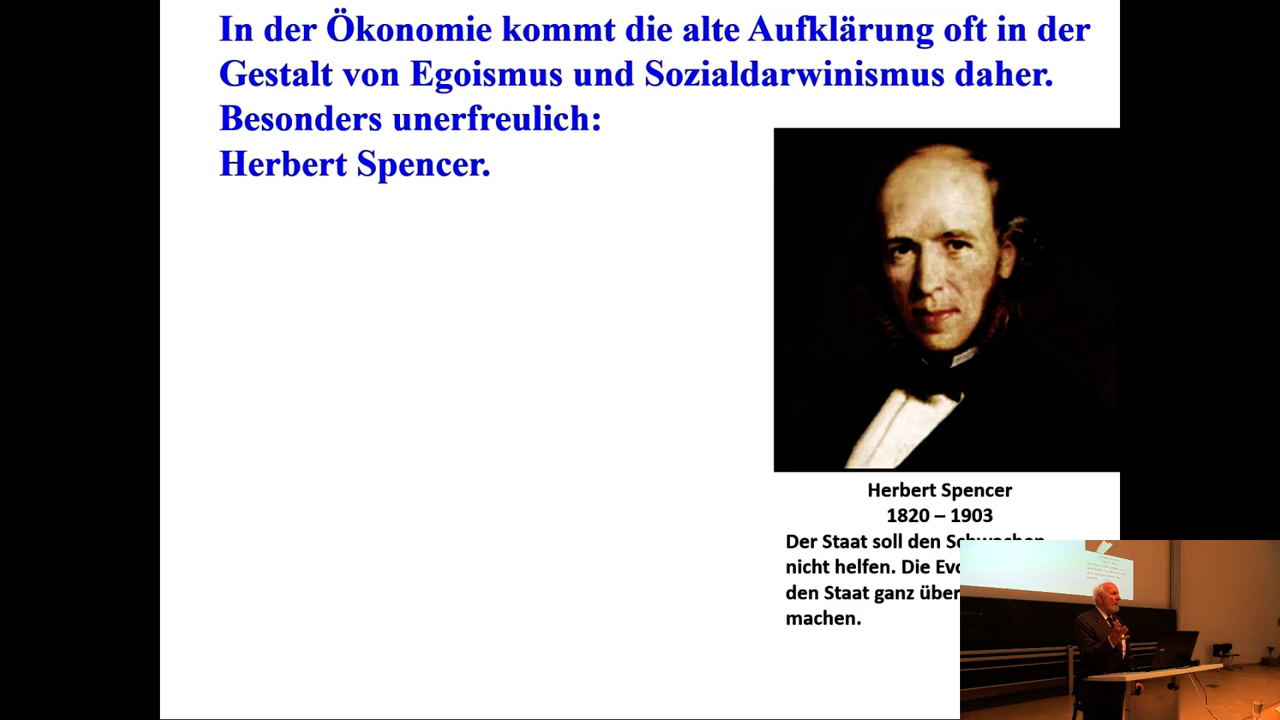 In der Ökonomie kommt die alte Aufklärung oft in der
Gestalt von Egoismus und Sozialdarwinismus daher.
Besonders unerfreulich:
Herbert Spencer.
Herbert Spencer
1820 – 1903
Der Staat soll den Schwachen
nicht helfen. Die
den Staat ganz
machen.